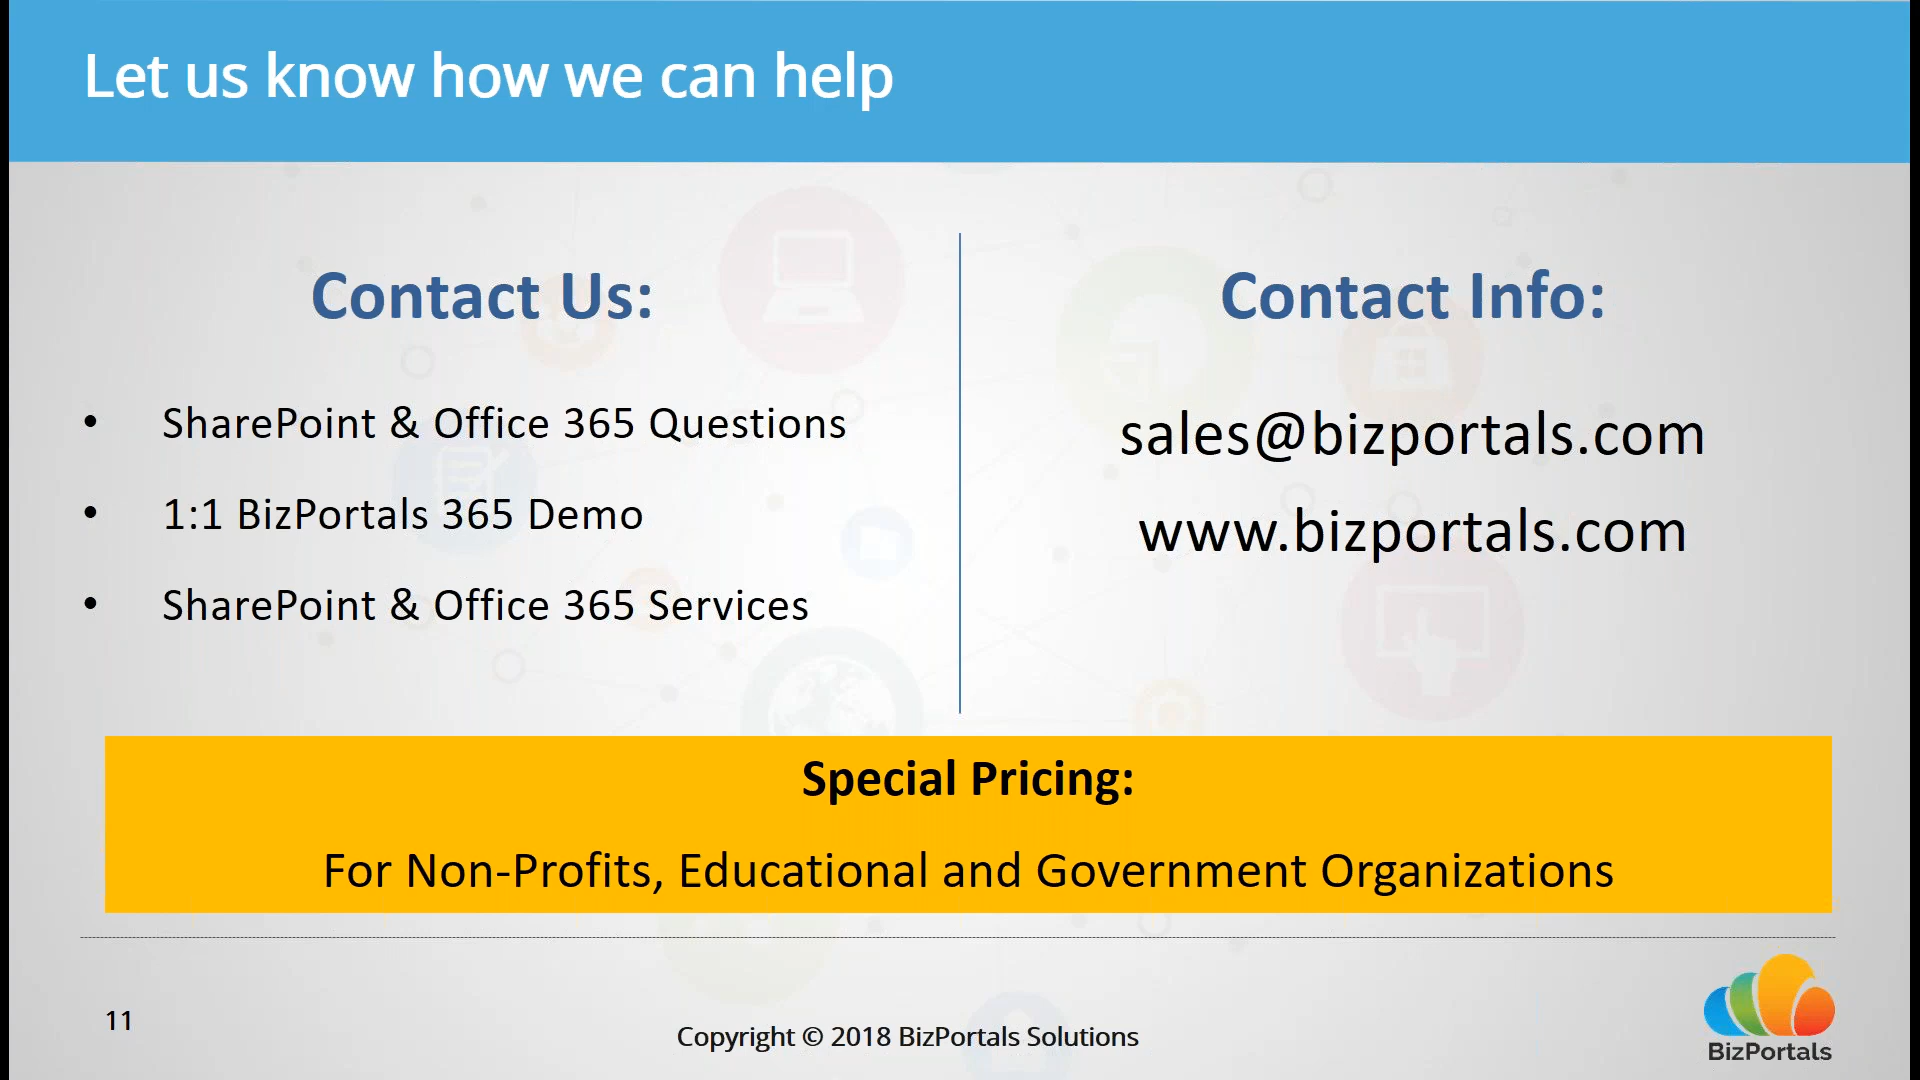 Let us know how we can help
Contact Us:
• SharePoint & Office 365 Questions
• 1:1 BizPortals 365 Demo
• SharePoint & Office 365 Services
Contact Info:
sales@bizportals.com
www.bizportals.com
Special Pricing:
For Non-Profits, Educational and Government Organizations
11
Copyright © 2018 BizPortals Solutions
BizPortals